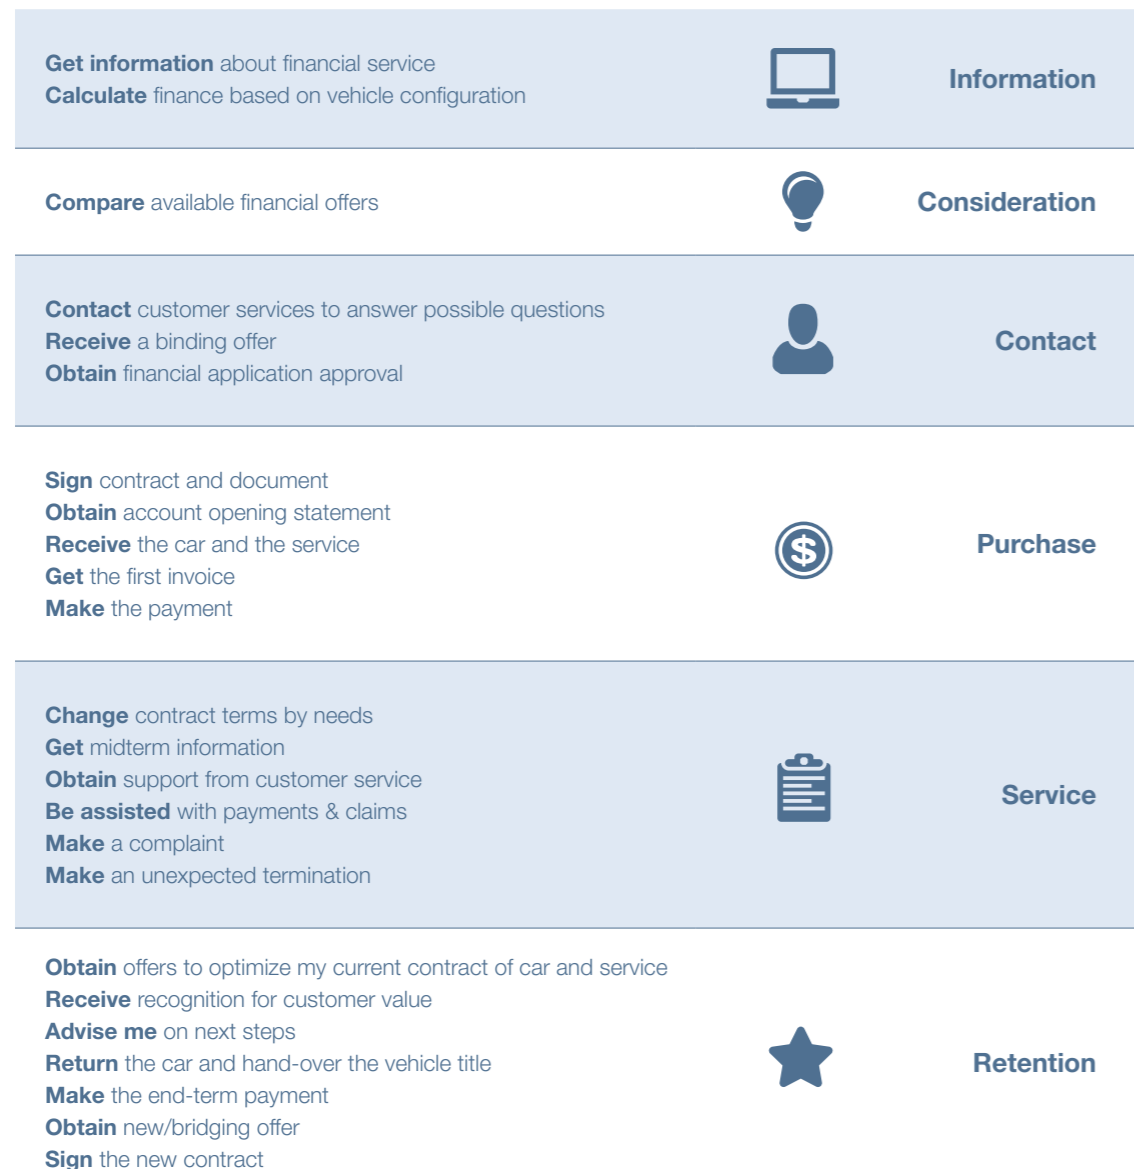 Get information about financial service
Calculate finance based on vehicle configuration
Information
Compare available financial offers
Consideration
Contact customer services to answer possible questions
Receive a binding offer
Obtain financial application approval
Contact
Sign contract and document
Obtain account opening statement
Receive the car and the service
Get the first invoice
Make the payment
$
Purchase
Change contract terms by needs
Get midterm information
Obtain support from customer service
Be assisted with payments & claims
Make a complaint
Make an unexpected termination
Service
Obtain offers to optimize my current contract of car and service
Receive recognition for customer value
Advise me on next steps
Return the car and hand-over the vehicle title
Make the end-term payment
Obtain new/bridging offer
Sign the new contract
Retention